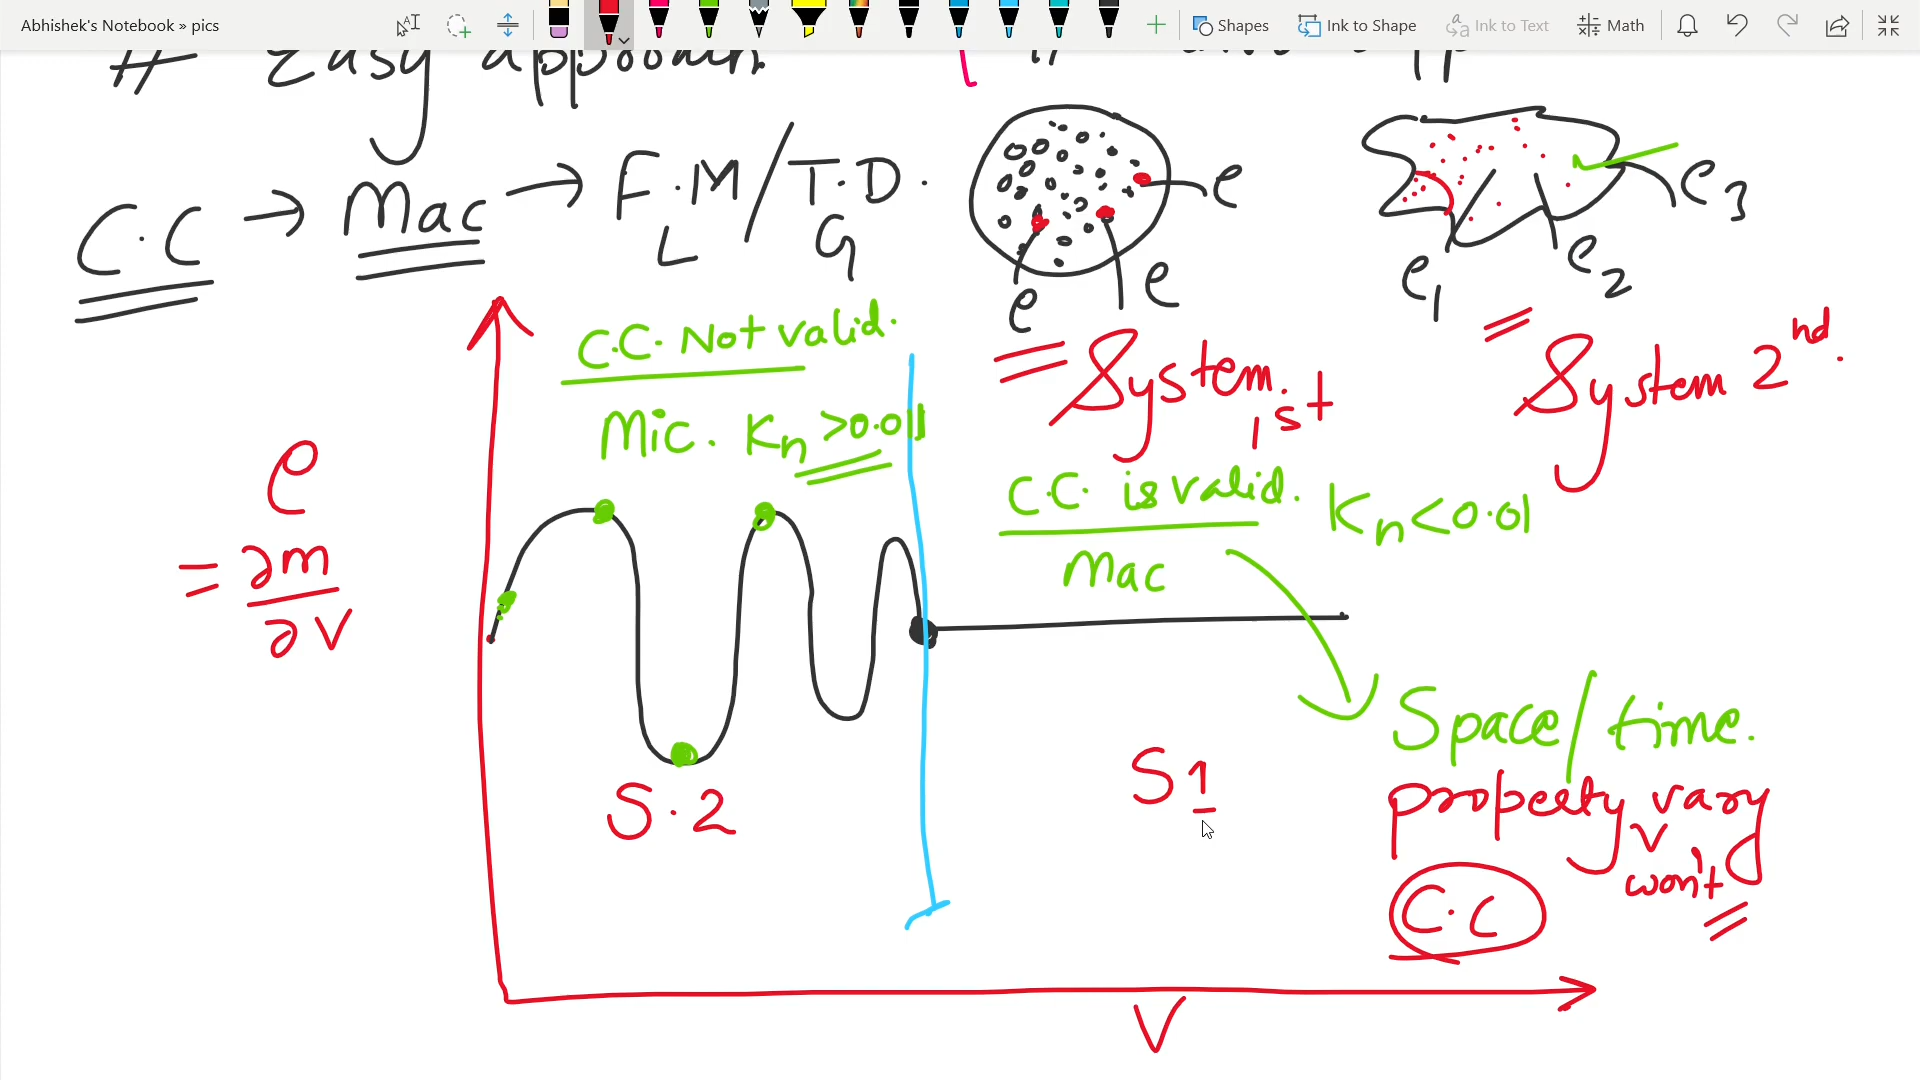 Abhishek's Notebook » pics
Shapes
Ink to Shape
Ink to Text
Math
# Easy
C.C → Mac → F.M/T.D.
L G
e
e
e
e1
e2
e3
System 1st
System 2nd.
C.C. Not valid.
Mic. Kn >0.01
C.C. is valid. Kn<0.01
Mac
ρ
= ∂m
∂V
S.2
S1
Space/time.
property vary
v
won't
C.C
V